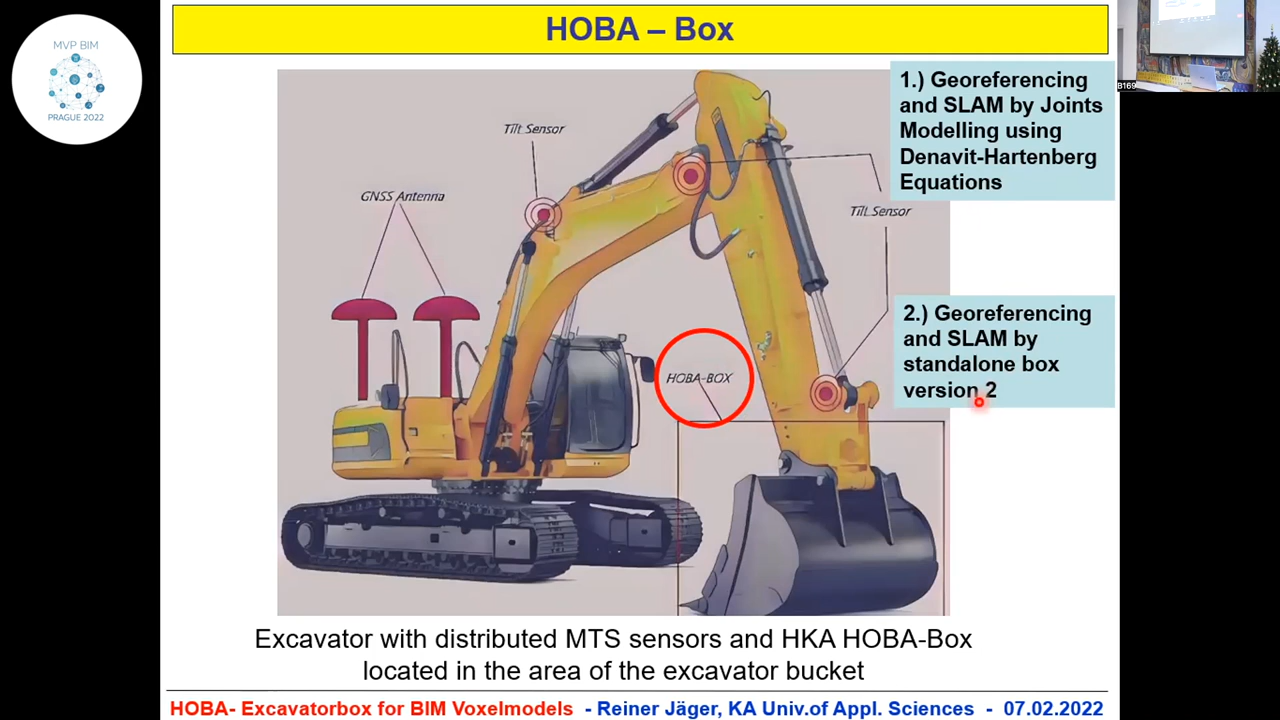 MVP BIM
PRAGUE 2022
HOBA – Box
1.) Georeferencing
and SLAM by Joints
Modelling using
Denavit-Hartenberg
Equations
Tilt Sensor
GNSS Antenna
Tilt Sensor
2.) Georeferencing
and SLAM by
standalone box
version 2
HOBA-BOX
Excavator with distributed MTS sensors and HKA HOBA-Box
located in the area of the excavator bucket
HOBA- Excavatorbox for BIM Voxelmodels - Reiner Jäger, KA Univ.of Appl. Sciences - 07.02.2022
B169